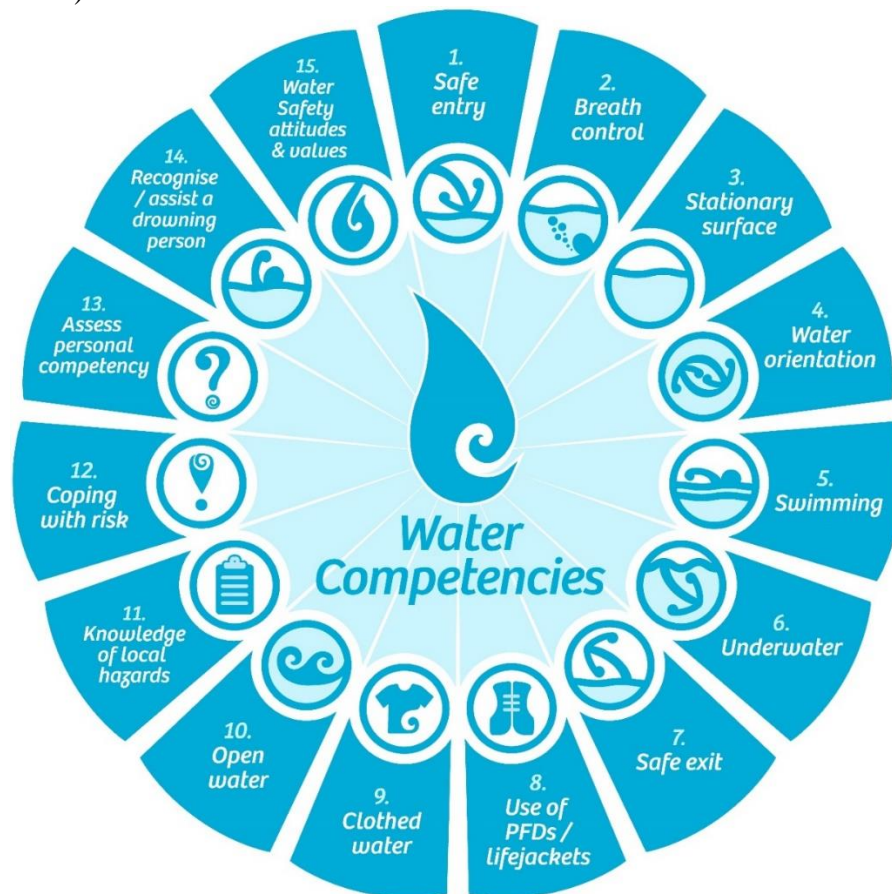 1.
Safe
entry
2.
Breath
control
3.
Stationary
surface
4.
Water
orientation
5.
Swimming
6.
Underwater
7.
Safe exit
8.
Use of
PFDs /
lifejackets
9.
Clothed
water
10.
Open
water
11.
Knowledge
of local
hazards
12.
Coping
with risk
13.
Assess
personal
competency
14.
Recognise
/ assist a
drowning
person
15.
Water
Safety
attitudes
& values
Water
Competencies